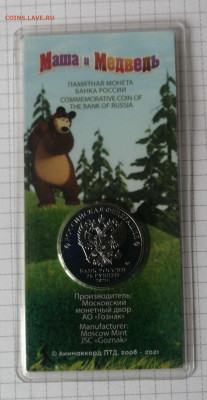 COINS.LAVE.RU
Маша и Медведь
ПАМЯТНАЯ МОНЕТА
БАНКА РОССИИ
COMMEMORATIVE COIN OF
THE BANK OF RUSSIA
РОССИЙСКАЯ ФЕДЕРАЦИЯ
БАНК РОССИИ
25 РУБЛЕЙ
Производитель:
Московский
монетный двор
АО «Гознак»
Manufacturer:
Moscow Mint
JSC «Goznak»
© Анимаккорд ЛТД. 2008 - 2021